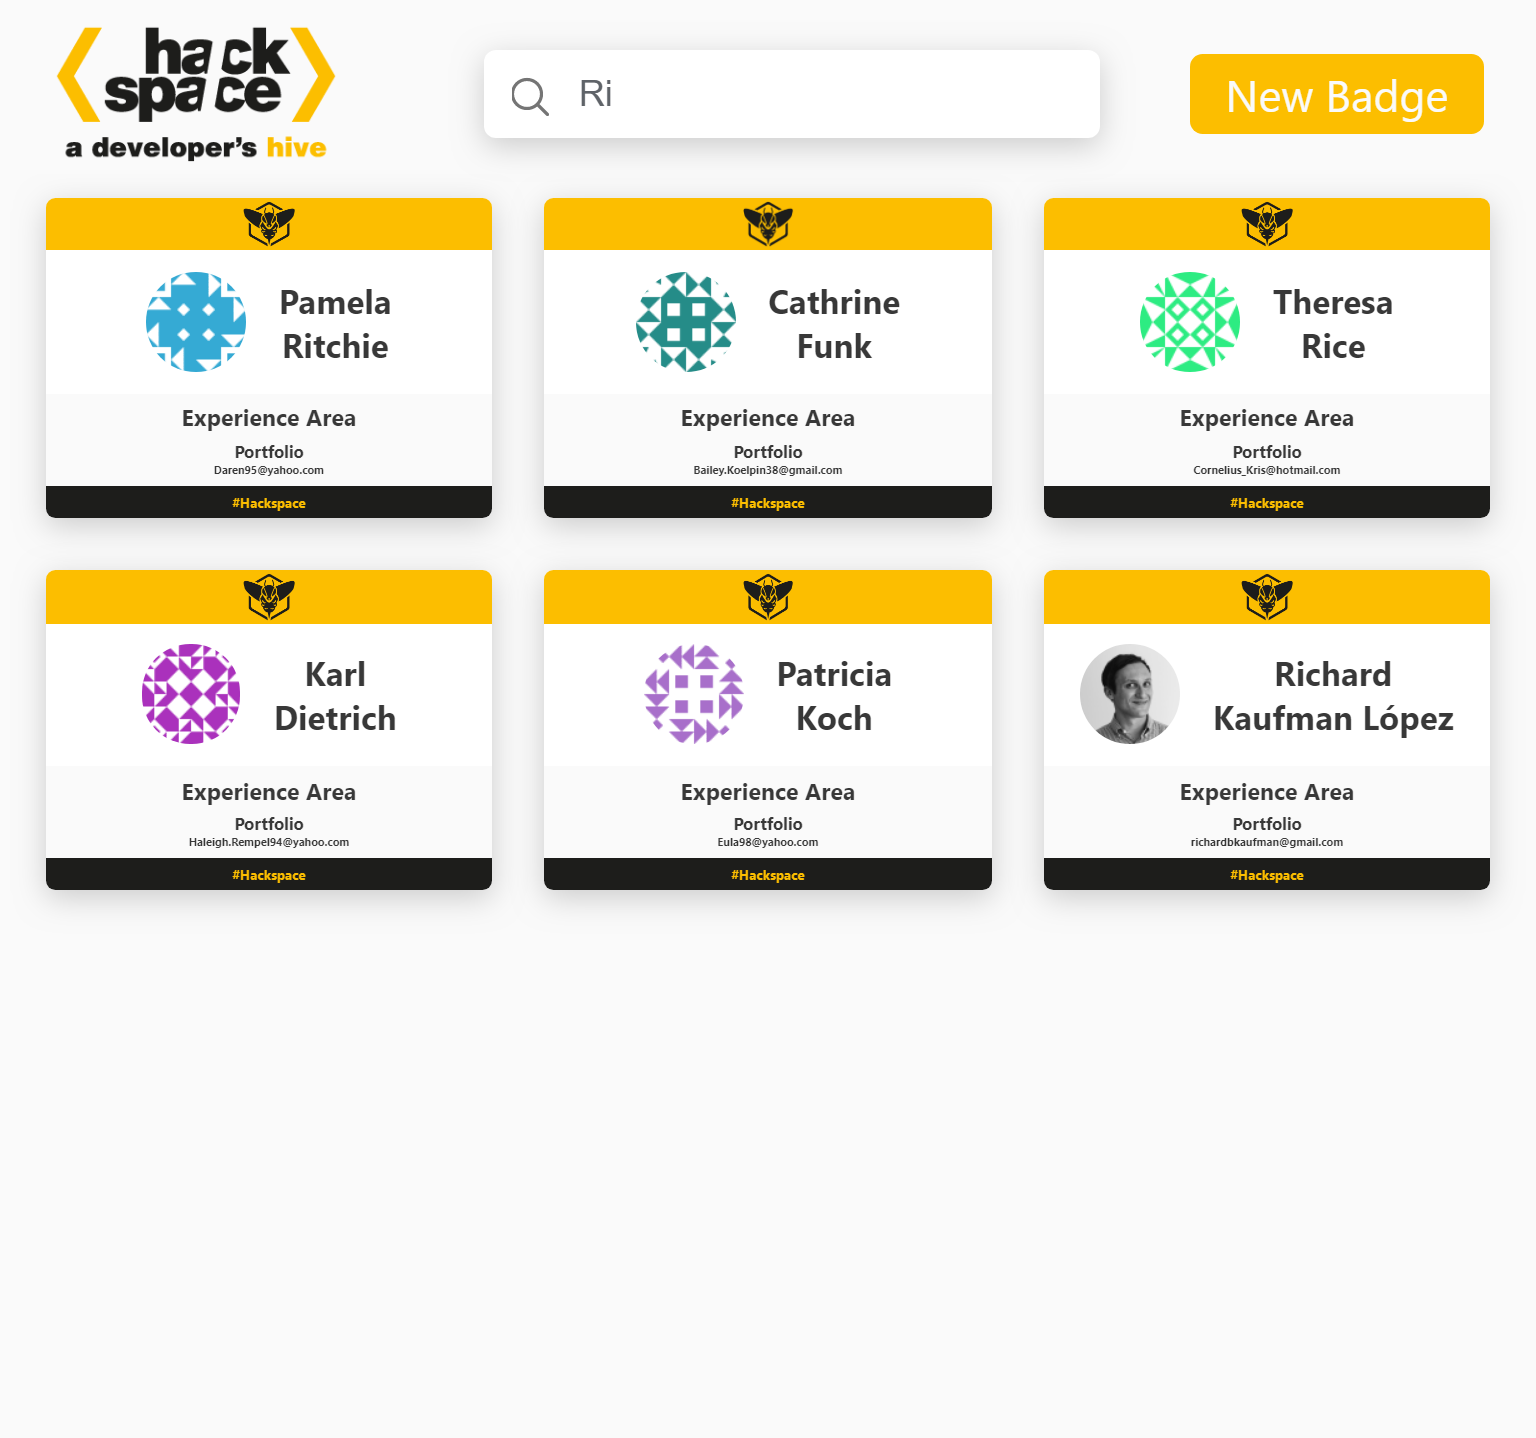 hackspace
a developer's hive
Ri
New Badge
Pamela
Ritchie
Experience Area
Portfolio
Daren95@yahoo.com
#Hackspace
Cathrine
Funk
Experience Area
Portfolio
Bailey.Koelpin38@gmail.com
#Hackspace
Theresa
Rice
Experience Area
Portfolio
Cornelius_Kris@hotmail.com
#Hackspace
Karl
Dietrich
Experience Area
Portfolio
Haleigh.Rempel94@yahoo.com
#Hackspace
Patricia
Koch
Experience Area
Portfolio
Eula98@yahoo.com
#Hackspace
Richard
Kaufman López
Experience Area
Portfolio
richardbkaufman@gmail.com
#Hackspace